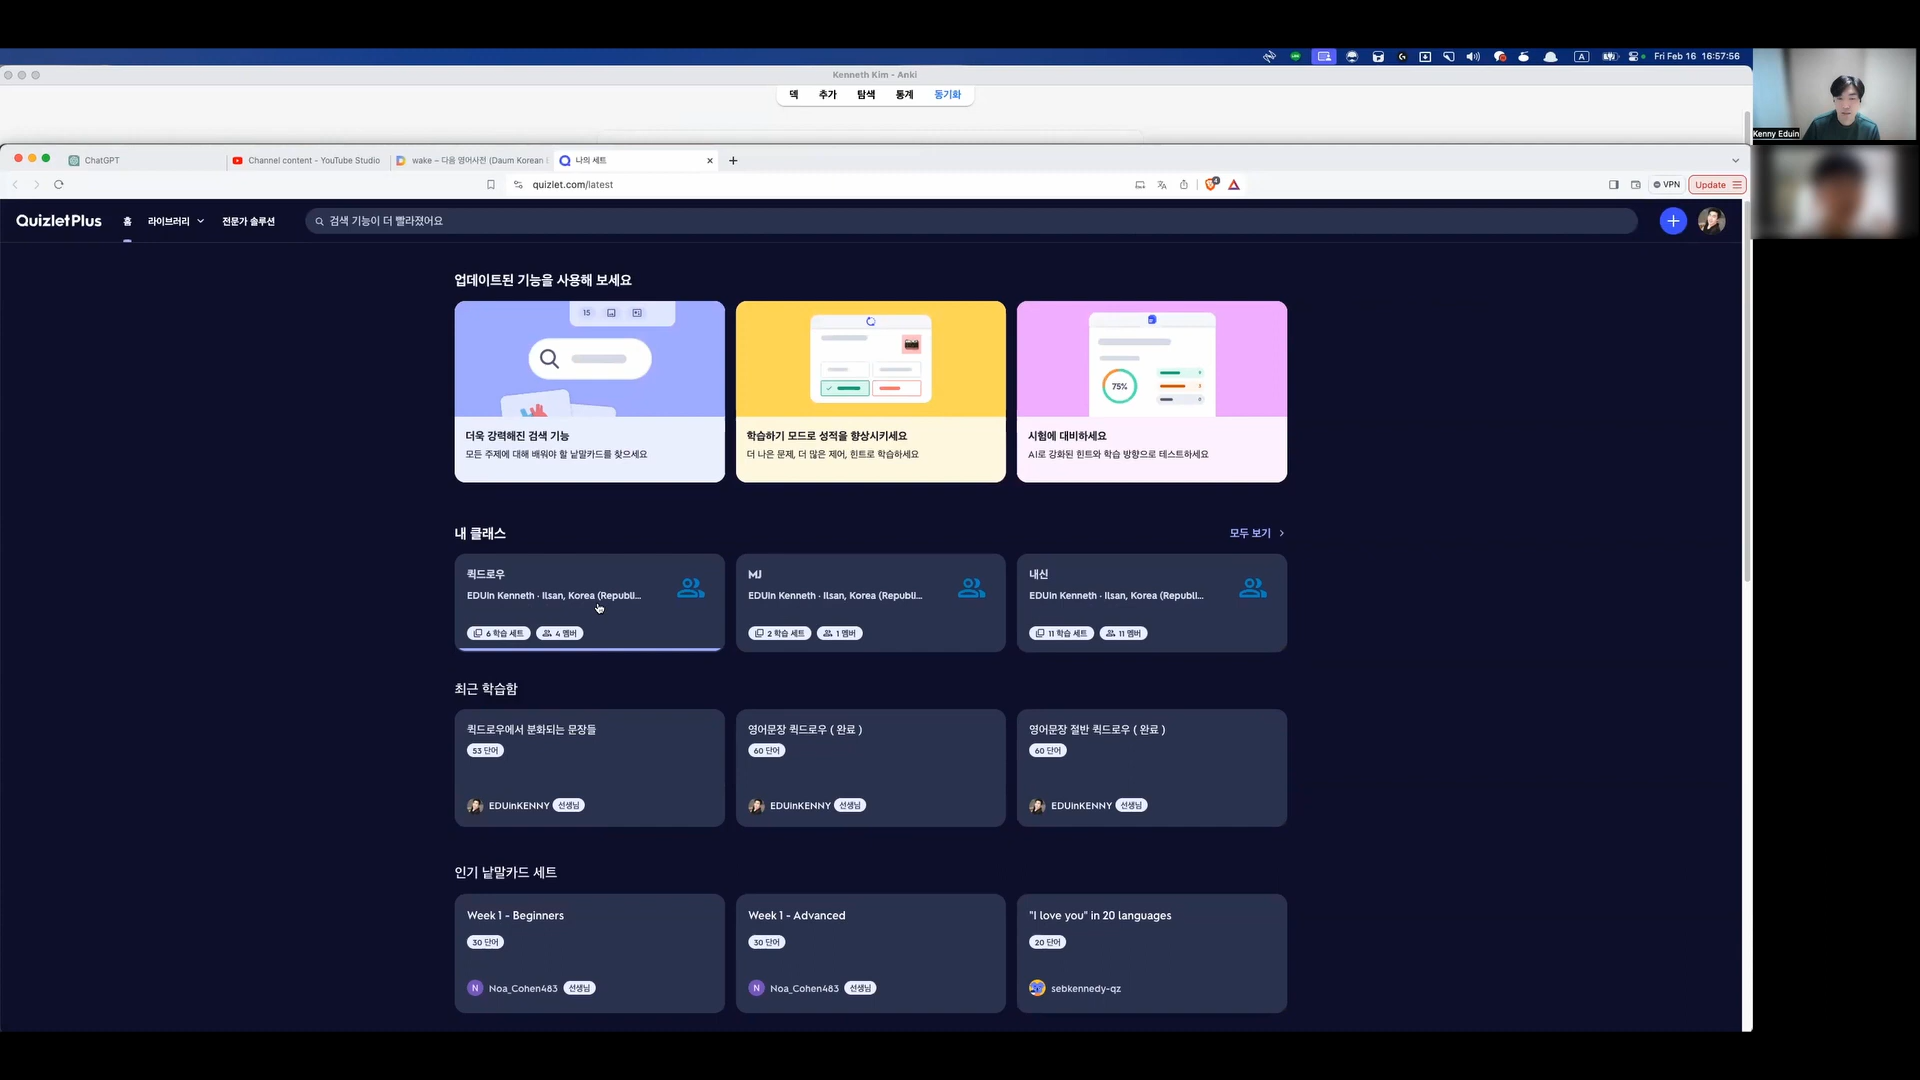 Fri Feb 16 16:57:56
Kenneth Kim - Anki
덱 추가 탐색 통계 동기화
Kenny Eduin
ChatGPT
Channel content - YouTube Studio
wake – 다음 영어사전 (Daum Korean
나의 세트
quizlet.com/latest
VPN
Update
QuizletPlus
홈
라이브러리
전문가 솔루션
검색 기능이 더 빨라졌어요
업데이트된 기능을 사용해 보세요
15
75%
더욱 강력해진 검색 기능
모든 주제에 대해 배워야 할 낱말카드를 찾으세요
학습하기 모드로 성적을 향상시키세요
더 나은 문제, 더 많은 제어, 힌트로 학습하세요
시험에 대비하세요
AI로 강화된 힌트와 학습 방향으로 테스트하세요
내 클래스
모두 보기
퀵드로우
EDUin Kenneth · Ilsan, Korea (Republi...
6 학습 세트
4 멤버
MJ
EDUin Kenneth · Ilsan, Korea (Republi...
2 학습 세트
1 멤버
내신
EDUin Kenneth · Ilsan, Korea (Republi...
11 학습 세트
11 멤버
최근 학습함
퀵드로우에서 분화되는 문장들
53 단어
EDUinKENNY 선생님
영어문장 퀵드로우 ( 완료 )
60 단어
EDUinKENNY 선생님
영어문장 절반 퀵드로우 ( 완료 )
60 단어
EDUinKENNY 선생님
인기 낱말카드 세트
Week 1 - Beginners
30 단어
N Noa_Cohen483 선생님
Week 1 - Advanced
30 단어
N Noa_Cohen483 선생님
"I love you" in 20 languages
20 단어
sebkennedy-qz